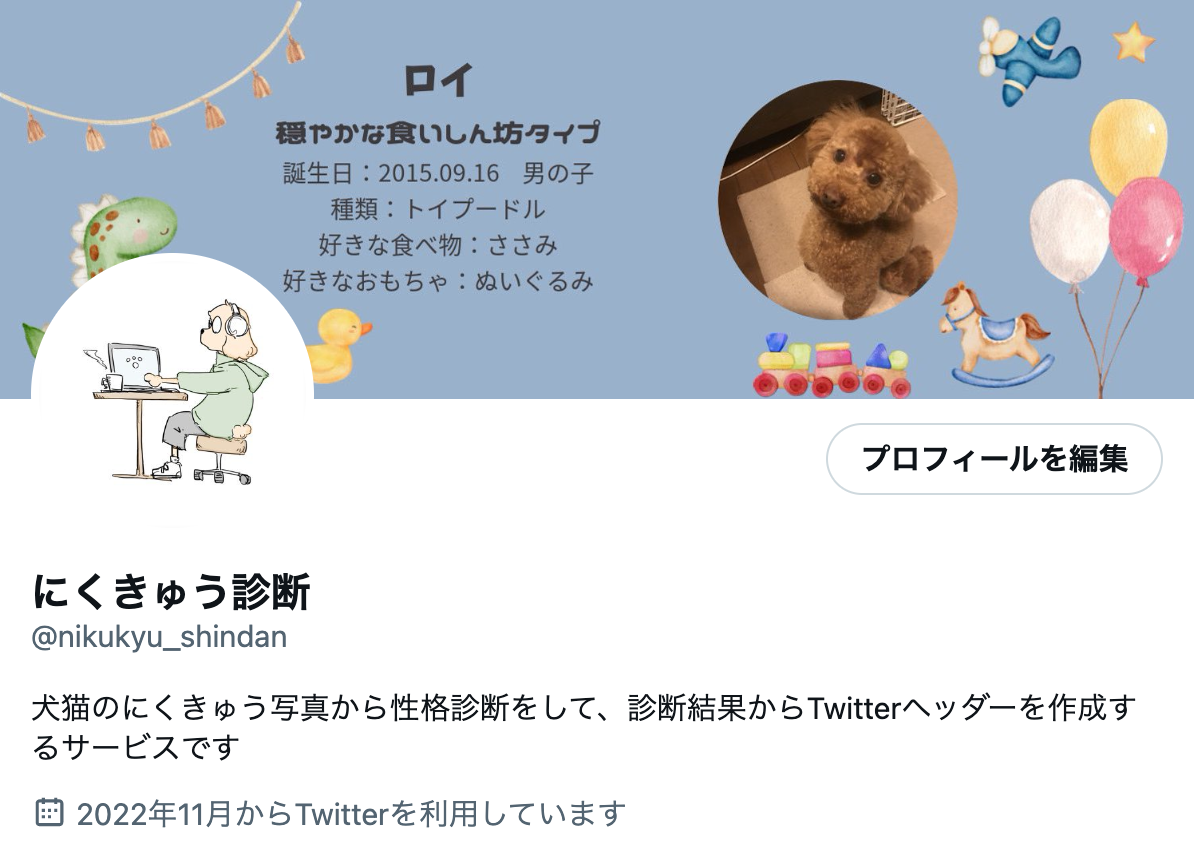 ロイ
穏やかな食いしん坊タイプ
誕生日：2015.09.16　男の子
種類：トイプードル
好きな食べ物：ささみ
好きなおもちゃ：ぬいぐるみ
プロフィールを編集
にくきゅう診断
@nikukyu_shindan
犬猫のにくきゅう写真から性格診断をして、診断結果からTwitterヘッダーを作成す
るサービスです
2022年11月からTwitterを利用しています